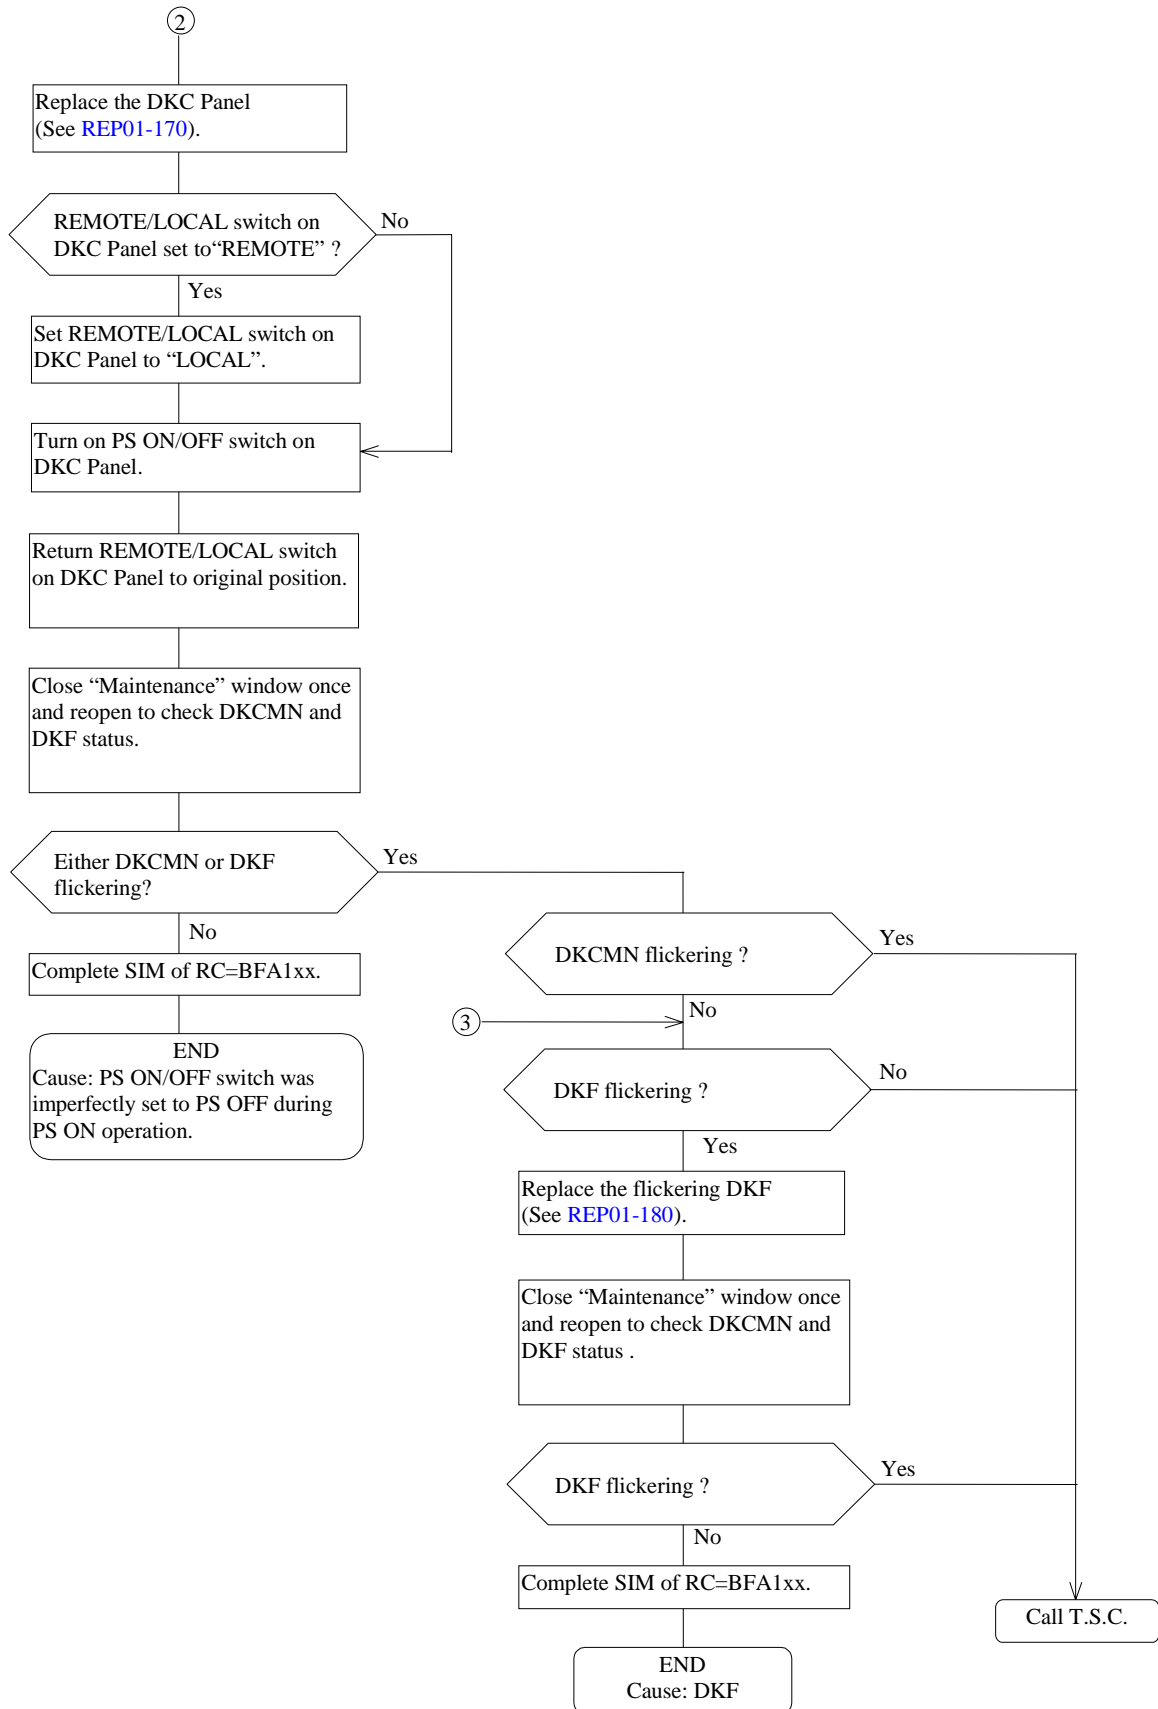 2
Replace the DKC Panel
(See REP01-170).
REMOTE/LOCAL switch on
DKC Panel set to“REMOTE” ?
No
Yes
Set REMOTE/LOCAL switch on
DKC Panel to “LOCAL”.
Turn on PS ON/OFF switch on
DKC Panel.
Return REMOTE/LOCAL switch
on DKC Panel to original position.
Close “Maintenance” window once
and reopen to check DKCMN and
DKF status.
Either DKCMN or DKF
flickering?
Yes
No
Complete SIM of RC=BFA1xx.
END
Cause: PS ON/OFF switch was
imperfectly set to PS OFF during
PS ON operation.
DKCMN flickering ?
Yes
No
3
DKF flickering ?
No
Yes
Replace the flickering DKF
(See REP01-180).
Close “Maintenance” window once
and reopen to check DKCMN and
DKF status .
DKF flickering ?
Yes
No
Complete SIM of RC=BFA1xx.
Call T.S.C.
END
Cause: DKF